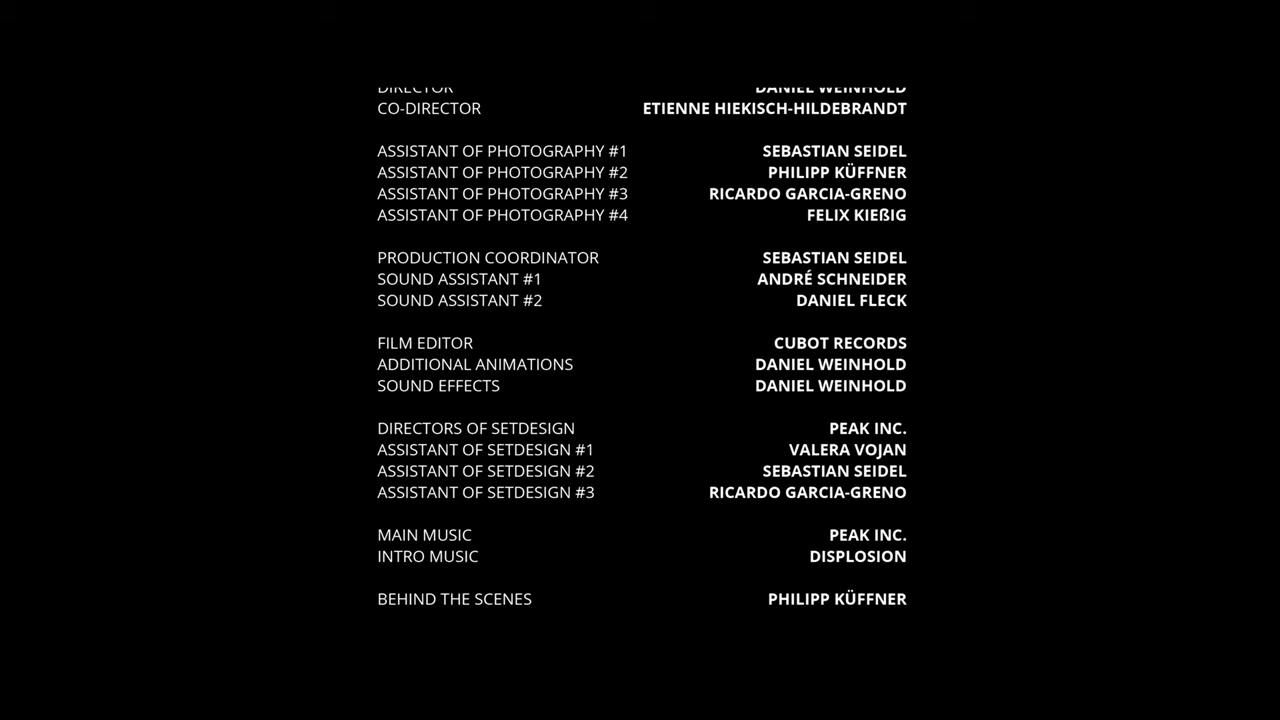 DIRECTOR DANIEL WEINHOLD
CO-DIRECTOR ETIENNE HIEKISCH-HILDEBRANDT
ASSISTANT OF PHOTOGRAPHY #1 SEBASTIAN SEIDEL
ASSISTANT OF PHOTOGRAPHY #2 PHILIPP KÜFFNER
ASSISTANT OF PHOTOGRAPHY #3 RICARDO GARCIA-GRENO
ASSISTANT OF PHOTOGRAPHY #4 FELIX KIEßIG
PRODUCTION COORDINATOR SEBASTIAN SEIDEL
SOUND ASSISTANT #1 ANDRÉ SCHNEIDER
SOUND ASSISTANT #2 DANIEL FLECK
FILM EDITOR CUBOT RECORDS
ADDITIONAL ANIMATIONS DANIEL WEINHOLD
SOUND EFFECTS DANIEL WEINHOLD
DIRECTORS OF SETDESIGN PEAK INC.
ASSISTANT OF SETDESIGN #1 VALERA VOJAN
ASSISTANT OF SETDESIGN #2 SEBASTIAN SEIDEL
ASSISTANT OF SETDESIGN #3 RICARDO GARCIA-GRENO
MAIN MUSIC PEAK INC.
INTRO MUSIC DISPLOSION
BEHIND THE SCENES PHILIPP KÜFFNER